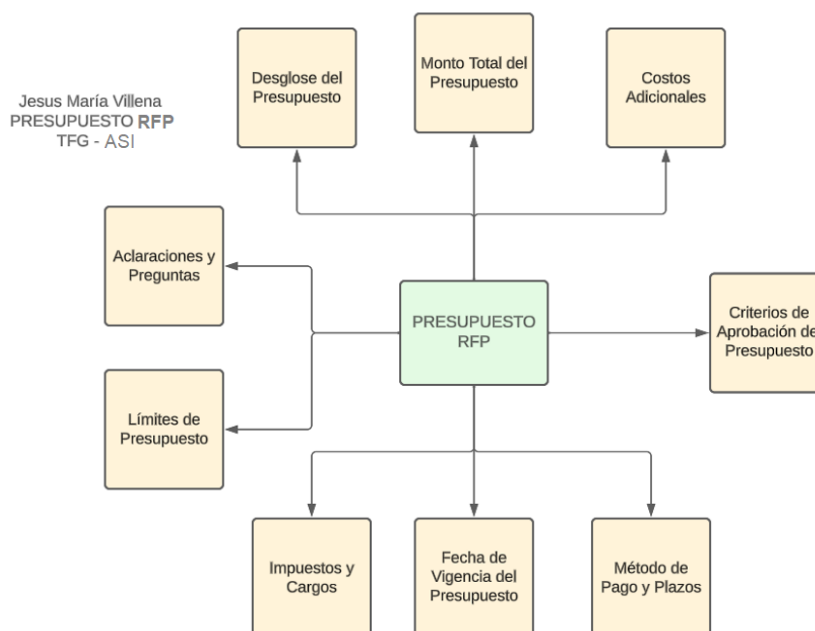 Desglose del
Presupuesto
Monto Total del
Presupuesto
Costos
Adicionales
Jesus María Villena
PRESUPUESTO RFP
TFG - ASI
Aclaraciones y
Preguntas
PRESUPUESTO
RFP
Criterios de
Aprobación de
Presupuesto
Límites de
Presupuesto
Impuestos y
Cargos
Fecha de
Vigencia del
Presupuesto
Método de
Pago y Plazos